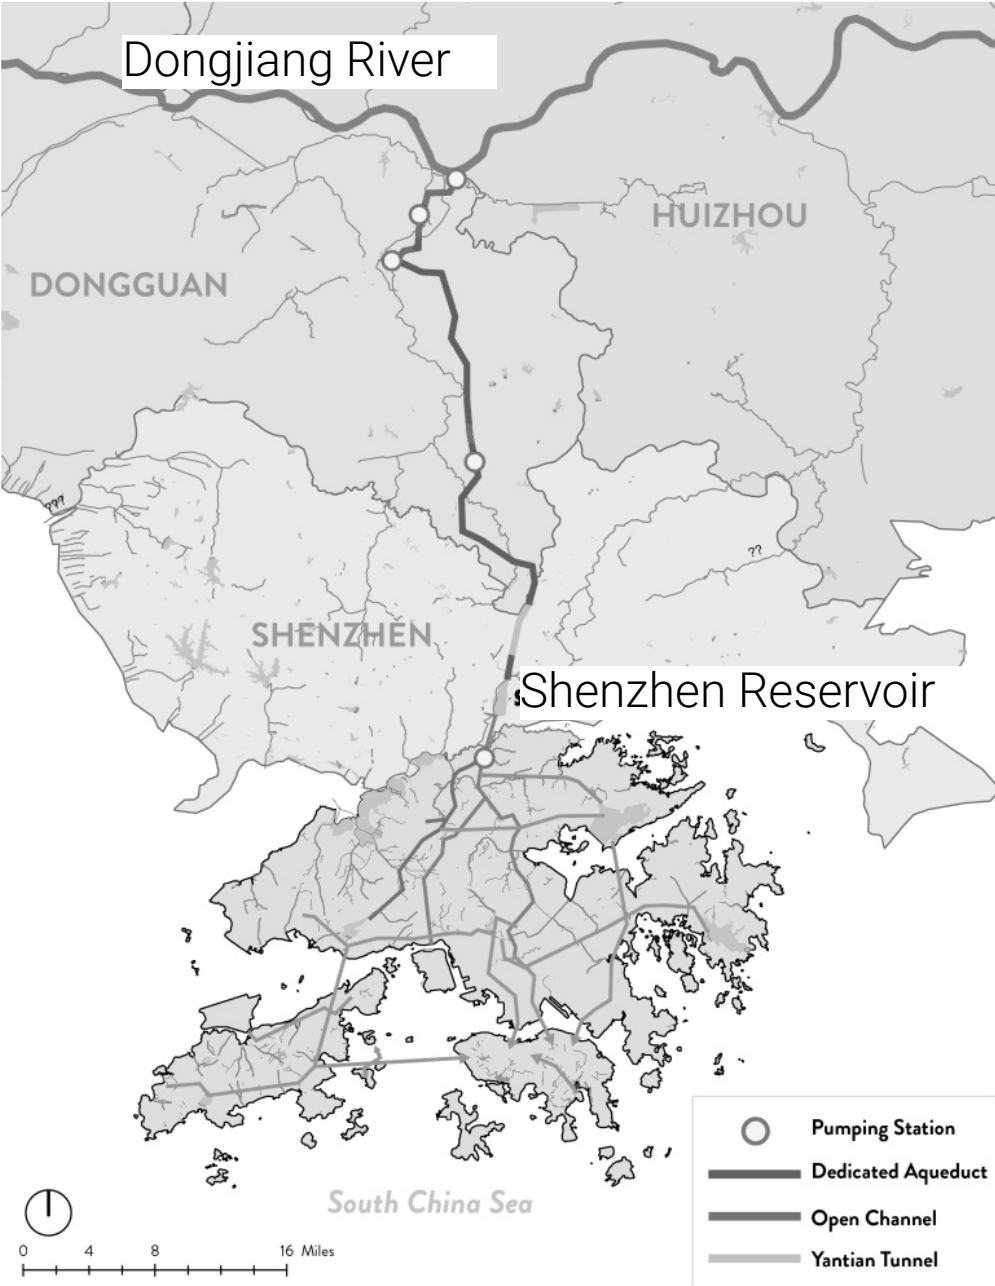 Dongjiang River
HUIZHOU
DONGGUAN
???
??
SHENZHEN
Shenzhen Reservoir
South China Sea
Pumping Station
Dedicated Aqueduct
Open Channel
Yantian Tunnel
0 4 8 16 Miles